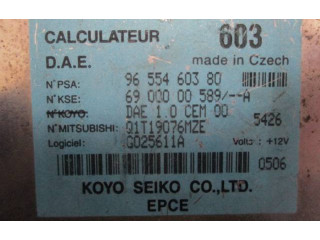 CALCULATEUR 603
D.A.E. made in Czech
N°PSA: 96 554 603 80
N°KSE: 69 000 00 589/--A
N°KOYO: DAE 1.0 CEM 00
N°MITSUBISHI: Q1T19076MZE 5426
Logiciel: G025611A Volts: +12V
0506
KOYO SEIKO CO.,LTD.
EPCE